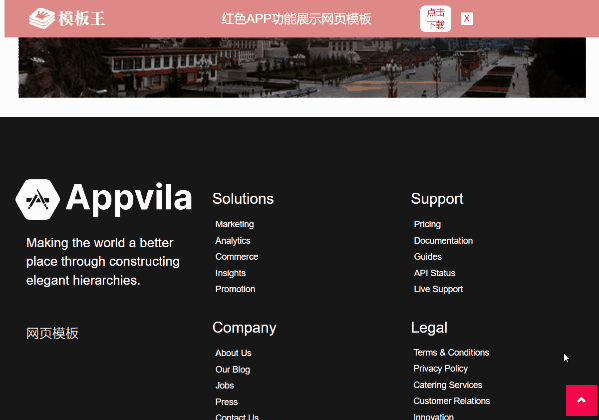 模板王
红色APP功能展示网页模板
点击
下载
X
Appvila
Making the world a better
place through constructing
elegant hierarchies.
网页模板
Solutions
Marketing
Analytics
Commerce
Insights
Promotion
Support
Pricing
Documentation
Guides
API Status
Live Support
Company
About Us
Our Blog
Jobs
Press
Contact Us
Legal
Terms & Conditions
Privacy Policy
Catering Services
Customer Relations
Innovation